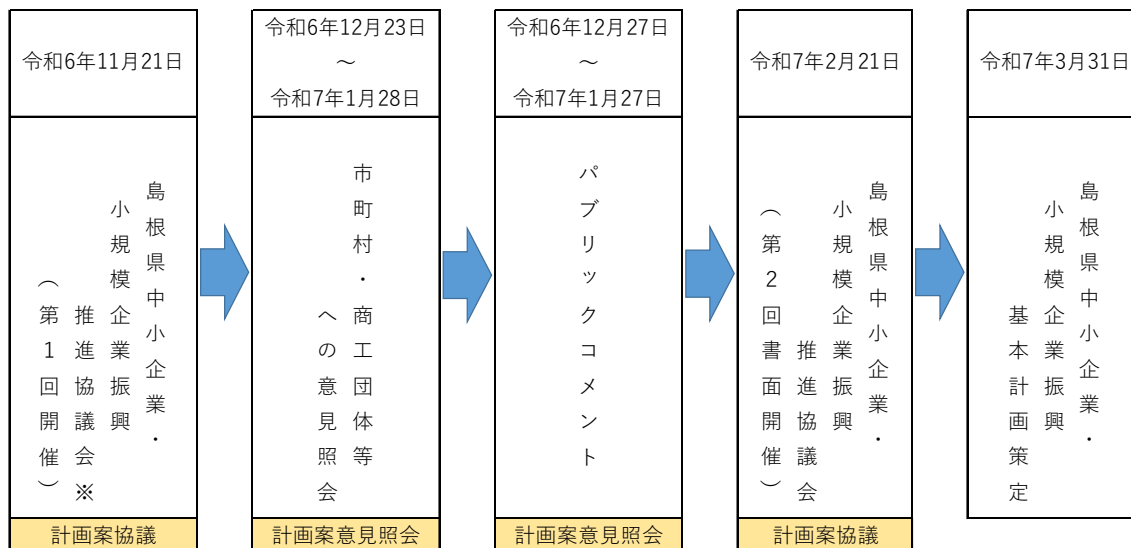 令和6年11月21日
島根県中小企業・
小規模企業振興
推進協議会※
（第1回開催）
計画案協議
令和6年12月23日
～
令和7年1月28日
市町村・商工団体等
への意見照会
計画案意見照会
令和6年12月27日
～
令和7年1月27日
パブリックコメント
計画案意見照会
令和7年2月21日
島根県中小企業・
小規模企業振興
推進協議会
（第2回書面開催）
計画案協議
令和7年3月31日
島根県中小企業・
小規模企業振興
基本計画策定